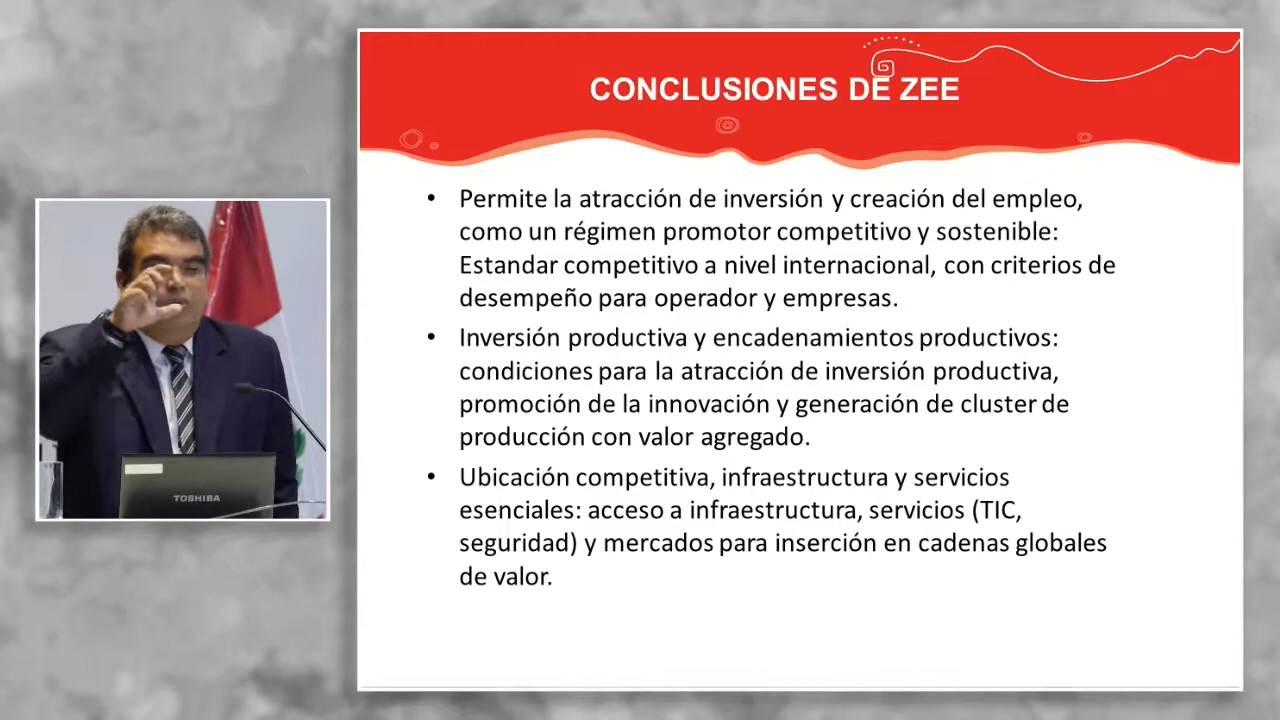 CONCLUSIONES DE ZEE
• Permite la atracción de inversión y creación del empleo,
como un régimen promotor competitivo y sostenible:
Estandar competitivo a nivel internacional, con criterios de
desempeño para operador y empresas.
• Inversión productiva y encadenamientos productivos:
condiciones para la atracción de inversión productiva,
promoción de la innovación y generación de cluster de
producción con valor agregado.
• Ubicación competitiva, infraestructura y servicios
esenciales: acceso a infraestructura, servicios (TIC,
seguridad) y mercados para inserción en cadenas globales
de valor.
TOSHIBA